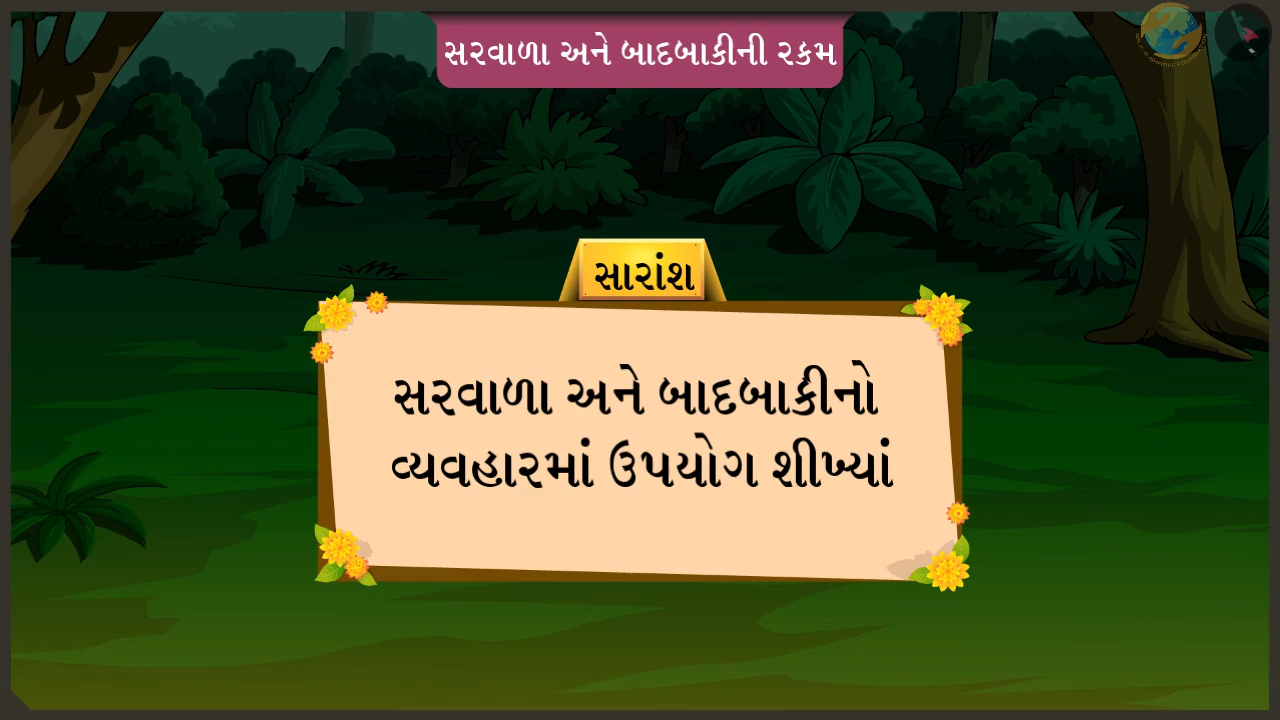 સરવાળા અને બાદબાકીની રકમ
સારાંશ
સરવાળા અને બાદબાકીનો
વ્યવહારમાં ઉપયોગ શીખ્યાં